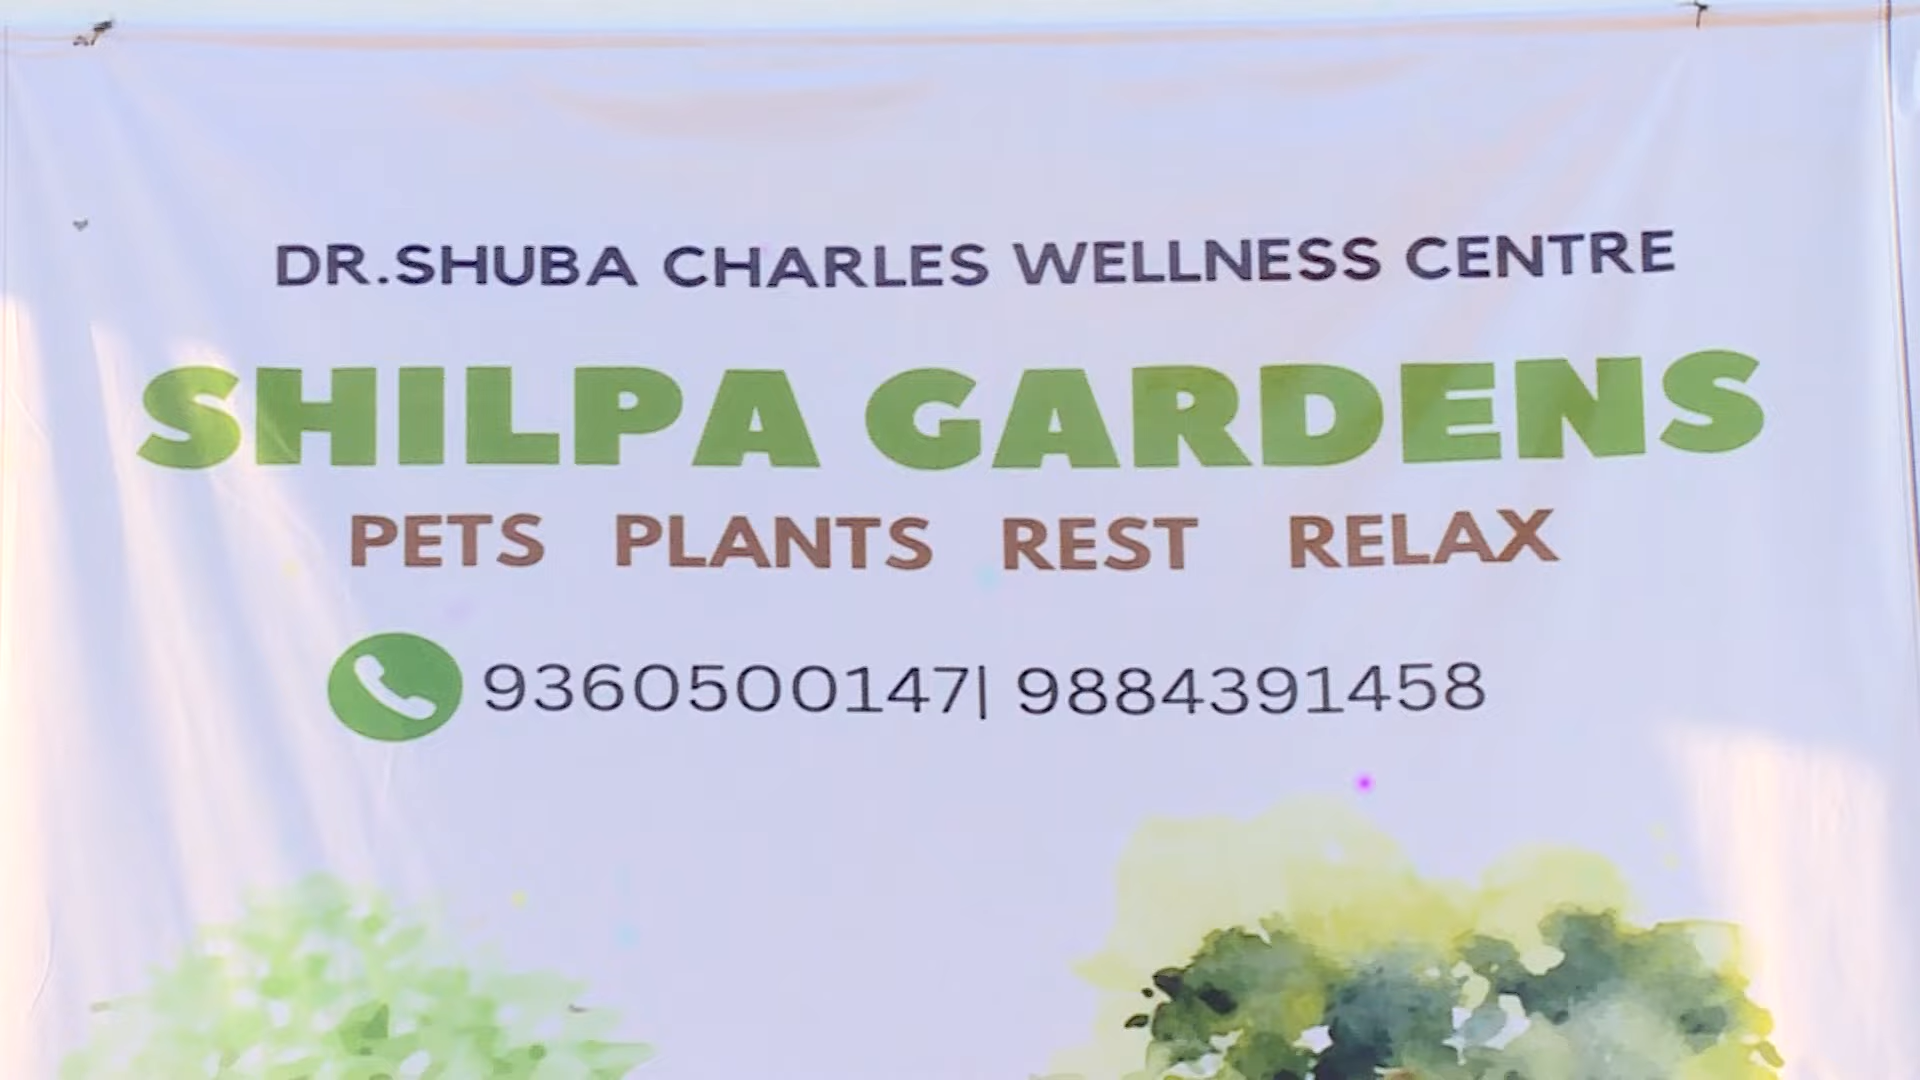 DR.SHUBA CHARLES WELLNESS CENTRE
SHILPA GARDENS
PETS PLANTS REST RELAX
9360500147| 9884391458